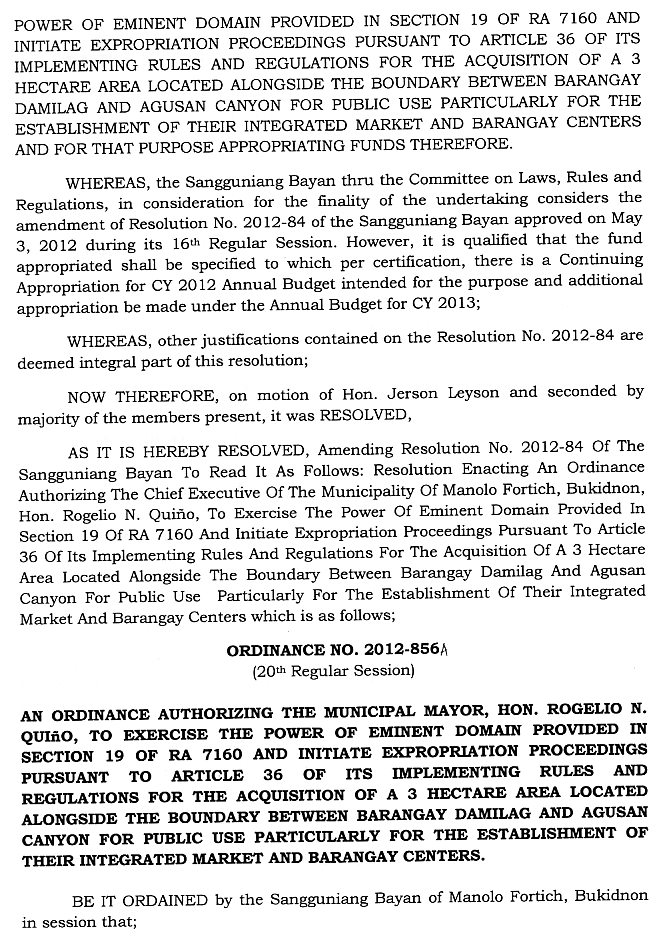 POWER OF EMINENT DOMAIN PROVIDED IN SECTION 19 OF RA 7160 AND
INITIATE EXPROPRIATION PROCEEDINGS PURSUANT TO ARTICLE 36 OF ITS
IMPLEMENTING RULES AND REGULATIONS FOR THE ACQUISITION OF A 3
HECTARE AREA LOCATED ALONGSIDE THE BOUNDARY BETWEEN BARANGAY
DAMILAG AND AGUSAN CANYON FOR PUBLIC USE PARTICULARLY FOR THE
ESTABLISHMENT OF THEIR INTEGRATED MARKET AND BARANGAY CENTERS
AND FOR THAT PURPOSE APPROPRIATING FUNDS THEREFORE.
WHEREAS, the Sangguniang Bayan thru the Committee on Laws, Rules and
Regulations, in consideration for the finality of the undertaking considers the
amendment of Resolution No. 2012-84 of the Sangguniang Bayan approved on May
3, 2012 during its 16th Regular Session. However, it is qualified that the fund
appropriated shall be specified to which per certification, there is a Continuing
Appropriation for CY 2012 Annual Budget intended for the purpose and additional
appropriation be made under the Annual Budget for CY 2013;
WHEREAS, other justifications contained on the Resolution No. 2012-84 are
deemed integral part of this resolution;
NOW THEREFORE, on motion of Hon. Jerson Leyson and seconded by
majority of the members present, it was RESOLVED,
AS IT IS HEREBY RESOLVED, Amending Resolution No. 2012-84 Of The
Sangguniang Bayan To Read It As Follows: Resolution Enacting An Ordinance
Authorizing The Chief Executive Of The Municipality Of Manolo Fortich, Bukidnon,
Hon. Rogelio N. Quiño, To Exercise The Power Of Eminent Domain Provided In
Section 19 Of RA 7160 And Initiate Expropriation Proceedings Pursuant To Article
36 Of Its Implementing Rules And Regulations For The Acquisition Of A 3 Hectare
Area Located Alongside The Boundary Between Barangay Damilag And Agusan
Canyon For Public Use Particularly For The Establishment Of Their Integrated
Market And Barangay Centers which is as follows;
ORDINANCE NO. 2012-856A
(20th Regular Session)
AN ORDINANCE AUTHORIZING THE MUNICIPAL MAYOR, HON. ROGELIO N.
QUIñO, TO EXERCISE THE POWER OF EMINENT DOMAIN PROVIDED IN
SECTION 19 OF RA 7160 AND INITIATE EXPROPRIATION PROCEEDINGS
PURSUANT TO ARTICLE 36 OF ITS IMPLEMENTING RULES AND
REGULATIONS FOR THE ACQUISITION OF A 3 HECTARE AREA LOCATED
ALONGSIDE THE BOUNDARY BETWEEN BARANGAY DAMILAG AND AGUSAN
CANYON FOR PUBLIC USE PARTICULARLY FOR THE ESTABLISHMENT OF
THEIR INTEGRATED MARKET AND BARANGAY CENTERS.
BE IT ORDAINED by the Sangguniang Bayan of Manolo Fortich, Bukidnon
in session that;